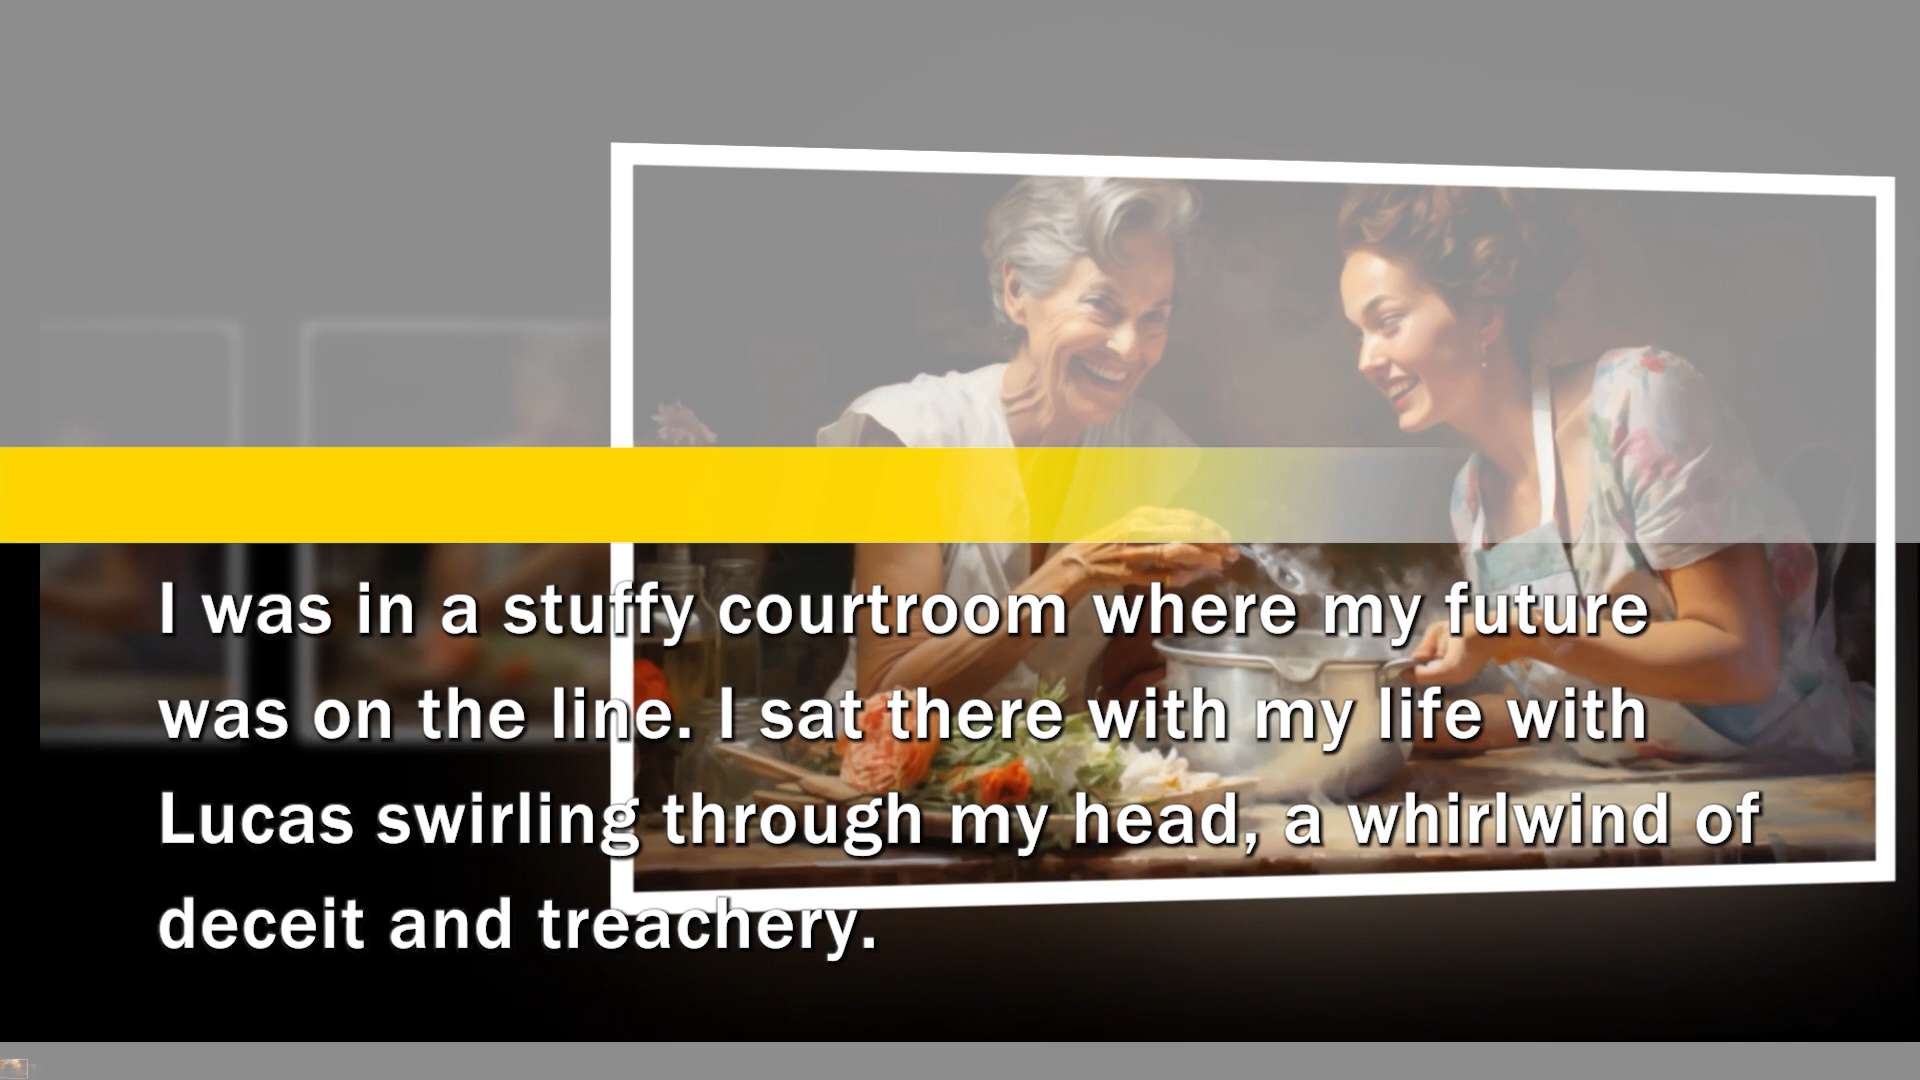 I was in a stuffy courtroom where my future
was on the line. I sat there with my life with
Lucas swirling through my head, a whirlwind of
deceit and treachery.